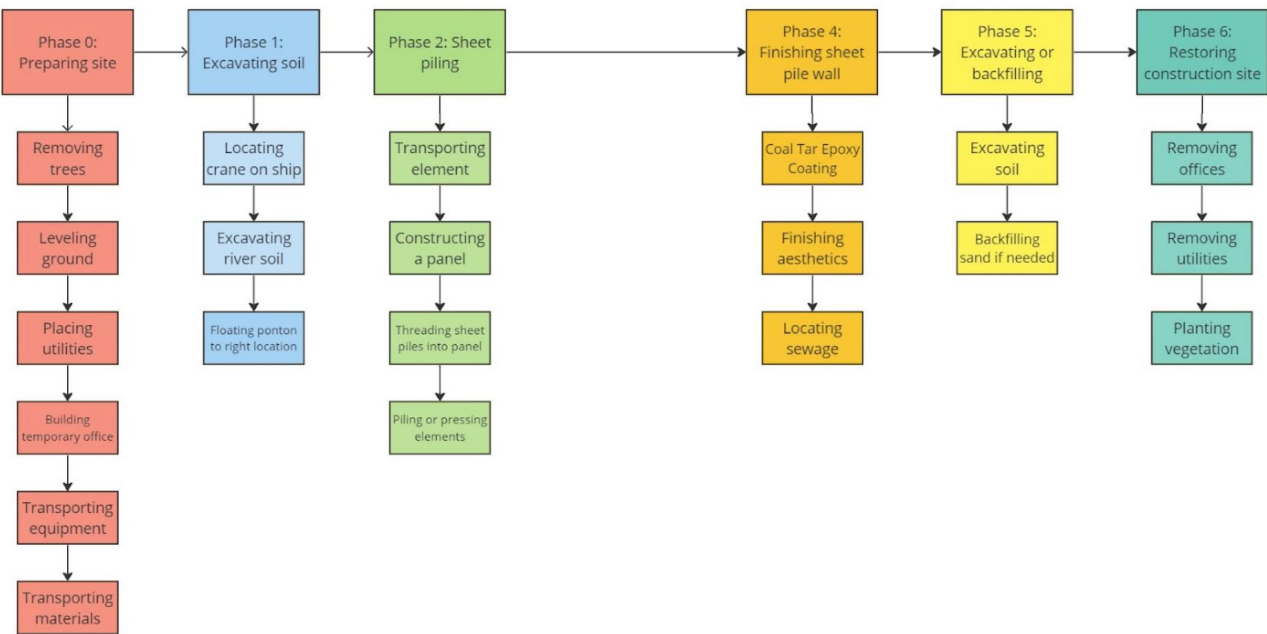 Phase 0:
Preparing site
Phase 1:
Excavating soil
Phase 2: Sheet
piling
Phase 4:
Finishing sheet
pile wall
Phase 5:
Excavating or
backfilling
Phase 6:
Restoring
construction site
Removing
trees
Leveling
ground
Placing
utilities
Building
temporary office
Transporting
equipment
Transporting
materials
Locating
crane on ship
Excavating
river soil
Floating ponton
to right location
Transporting
element
Constructing
a panel
Threading sheet
piles into panel
Piling or pressing
elements
Coal Tar Epoxy
Coating
Finishing
aesthetics
Locating
sewage
Excavating
soil
Backfilling
sand if needed
Removing
offices
Removing
utilities
Planting
vegetation